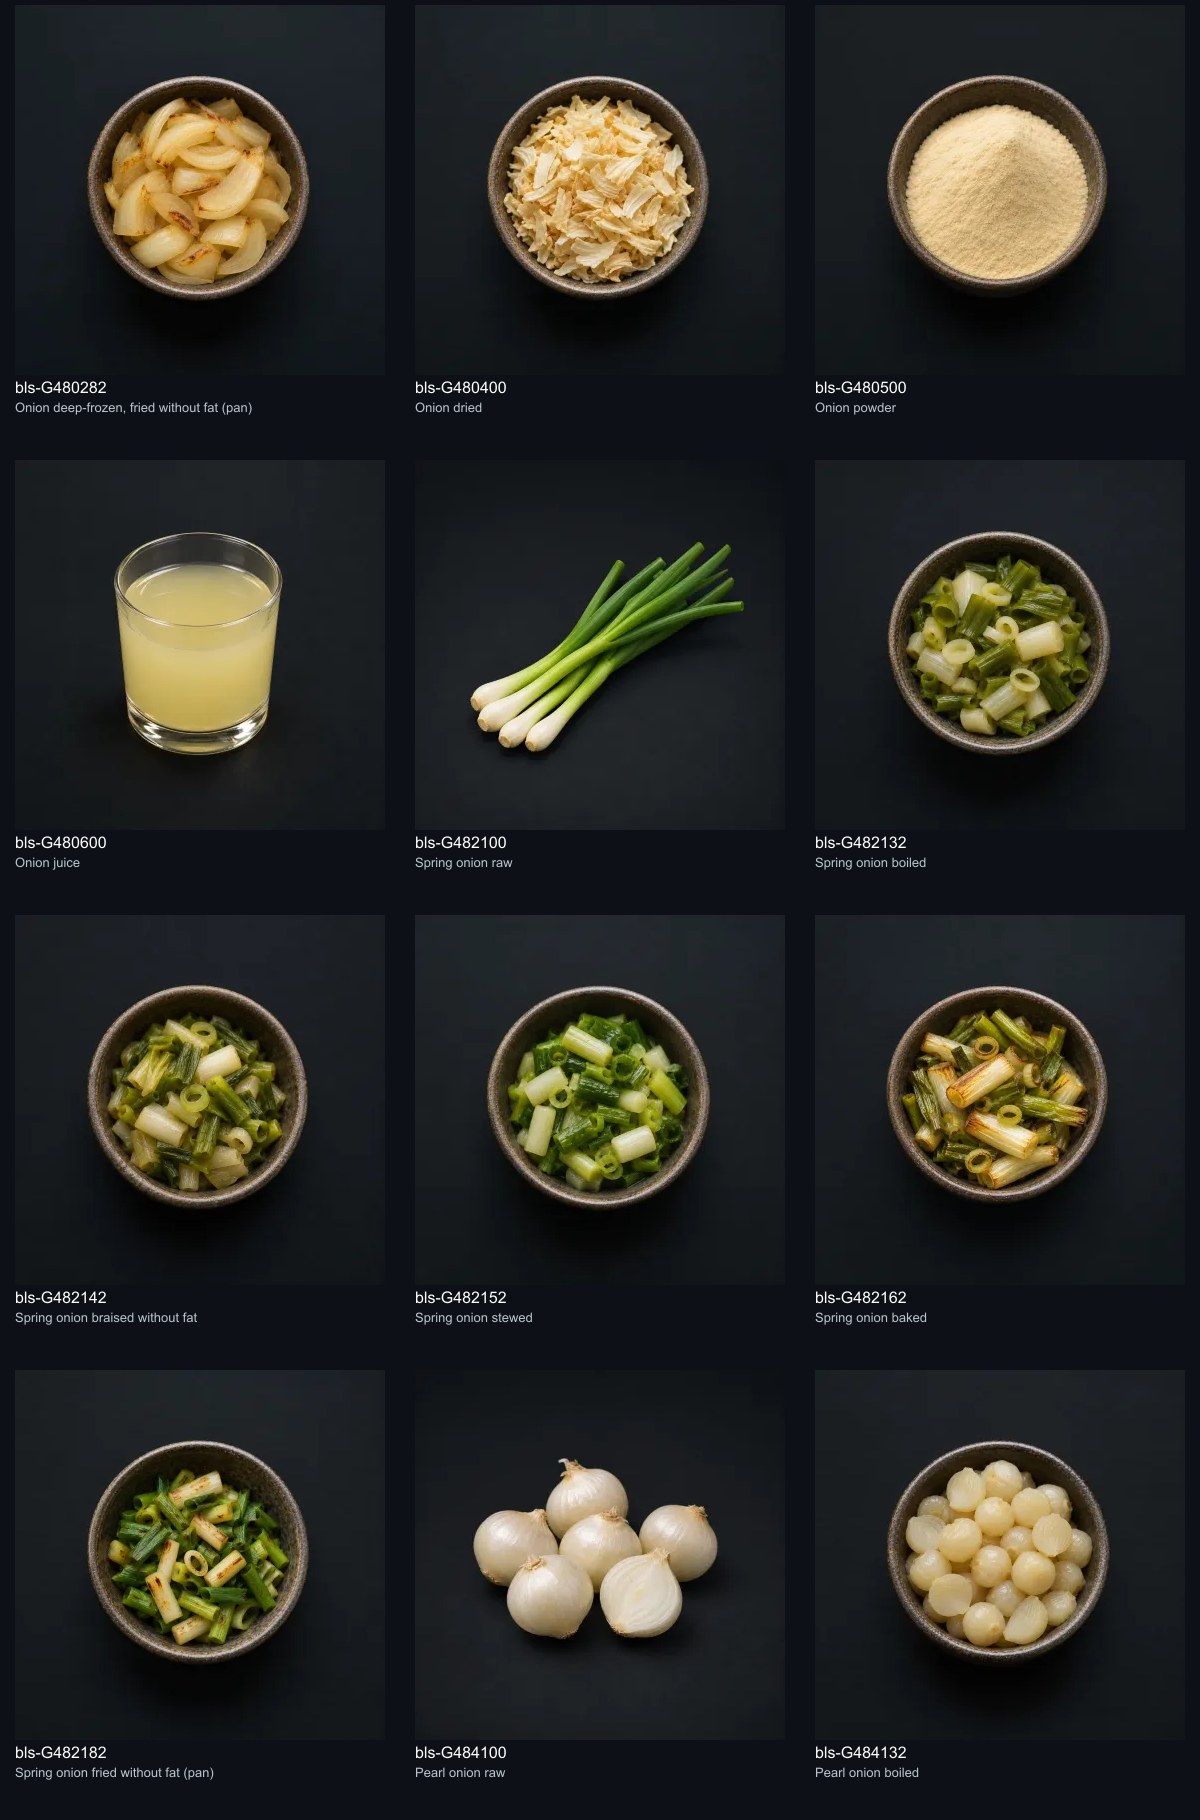 bls-G480282
Onion deep-frozen, fried without fat (pan)
bls-G480400
Onion dried
bls-G480500
Onion powder
bls-G480600
Onion juice
bls-G482100
Spring onion raw
bls-G482132
Spring onion boiled
bls-G482142
Spring onion braised without fat
bls-G482152
Spring onion stewed
bls-G482162
Spring onion baked
bls-G482182
Spring onion fried without fat (pan)
bls-G484100
Pearl onion raw
bls-G484132
Pearl onion boiled